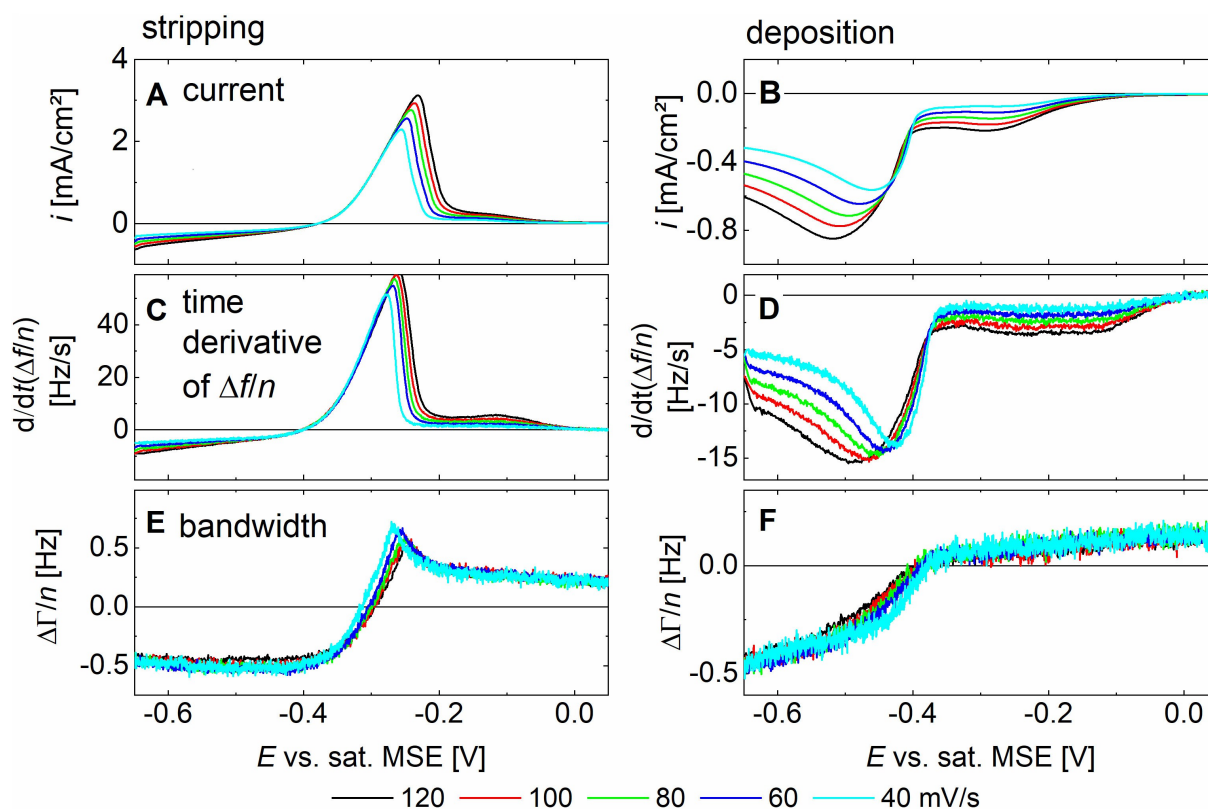 stripping
deposition
A current
i [mA/cm²]
4
2
0
B
i [mA/cm²]
0.0
-0.4
-0.8
C time
derivative
of Δf/n
d/dt(Δf/n)
[Hz/s]
40
20
0
D
d/dt(Δf/n)
[Hz/s]
0
-5
-10
-15
E bandwidth
ΔΓ/n [Hz]
0.5
0.0
-0.5
F
ΔΓ/n [Hz]
0.0
-0.5
-0.6 -0.4 -0.2 0.0
-0.6 -0.4 -0.2 0.0
E vs. sat. MSE [V]
E vs. sat. MSE [V]
120 100 80 60 40 mV/s